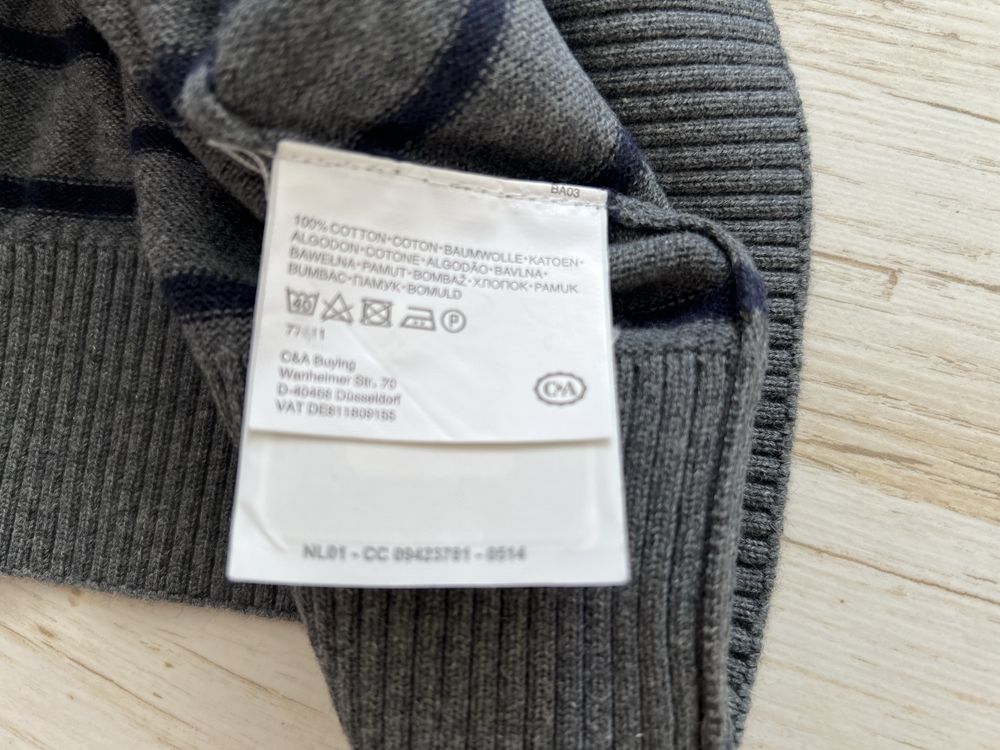 BA03
100% COTTON•COTON•BAUMWOLLE•KATOEN•
ALGODON•COTONE•ALGODÃO•BAVLNA•
BAWEŁNA•PAMUT•BOMBAŽ•ХЛОПОК•PAMUK
BUMBAC•ПАМУК•BOMULD
40 P
C&A Buying
Wanheimer Str. 70
D-40468 Düsseldorf
VAT DE811809155
C&A
NL01 - CC 09423781 - 0514